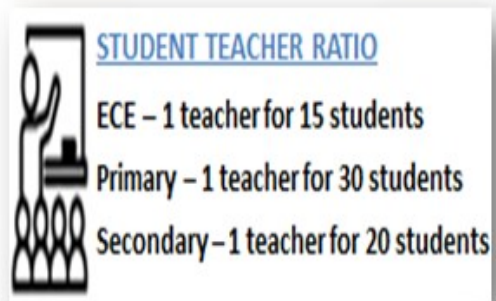 STUDENT TEACHER RATIO
ECE – 1 teacher for 15 students
Primary – 1 teacher for 30 students
Secondary – 1 teacher for 20 students